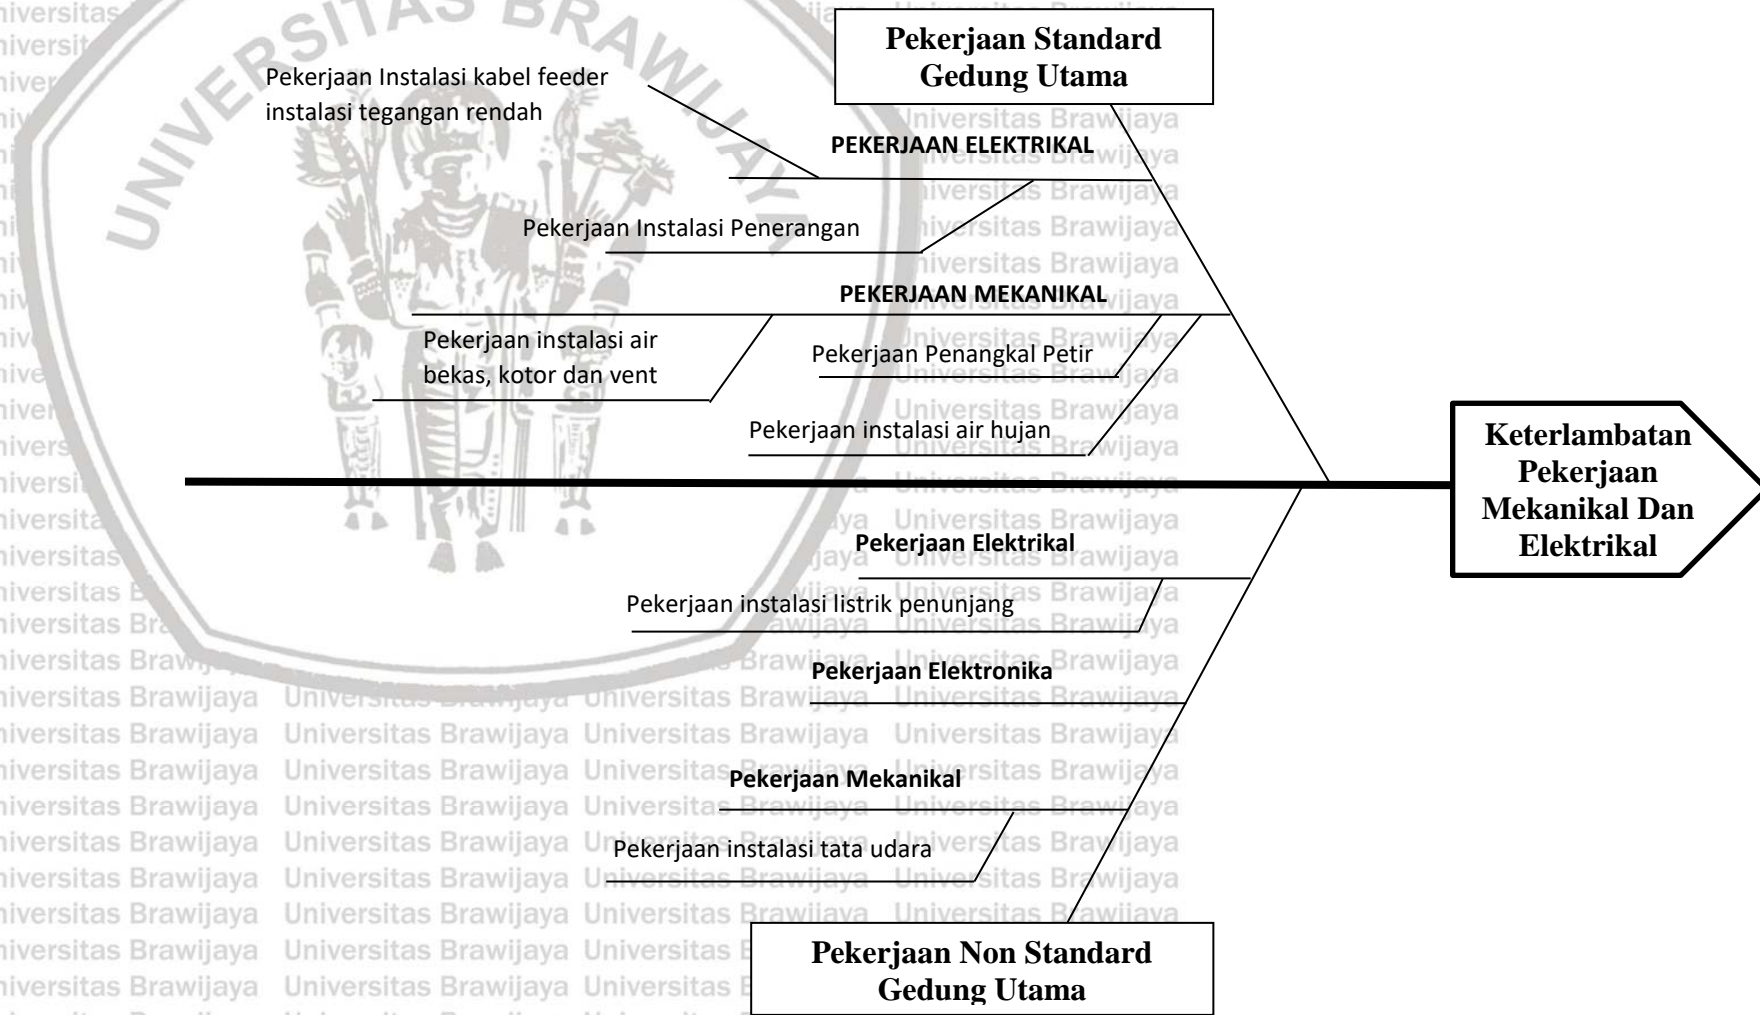 UNIVERSITAS BRAWIJAYA
Pekerjaan Standard
Gedung Utama
Pekerjaan Instalasi kabel feeder
instalasi tegangan rendah
PEKERJAAN ELEKTRIKAL
Pekerjaan Instalasi Penerangan
PEKERJAAN MEKANIKAL
Pekerjaan instalasi air
bekas, kotor dan vent
Pekerjaan Penangkal Petir
Pekerjaan instalasi air hujan
Keterlambatan
Pekerjaan
Mekanikal Dan
Elektrikal
Pekerjaan Elektrikal
Pekerjaan instalasi listrik penunjang
Pekerjaan Elektronika
Pekerjaan Mekanikal
Pekerjaan instalasi tata udara
Pekerjaan Non Standard
Gedung Utama